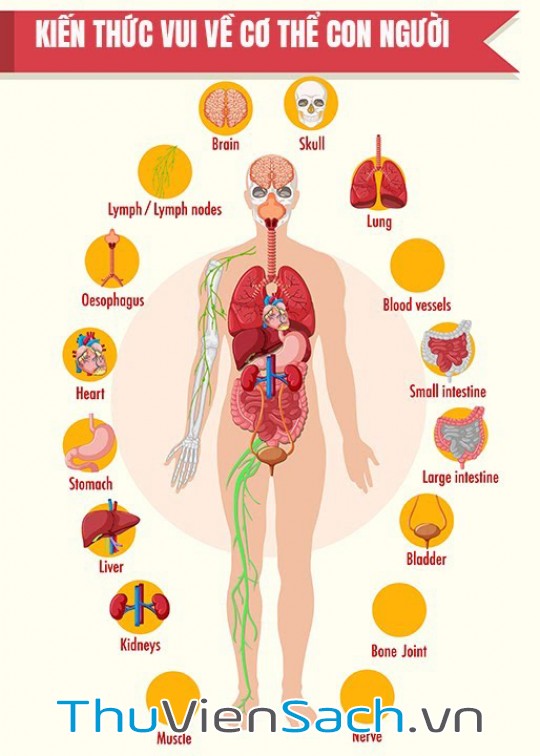 KIẾN THỨC VUI VỀ CƠ THỂ CON NGƯỜI
Brain
Skull
Lymph / Lymph nodes
Lung
Oesophagus
Blood vessels
Heart
Small intestine
Stomach
Large intestine
Liver
Bladder
Kidneys
Bone Joint
Muscle
Nerve
ThuVienSach.vn